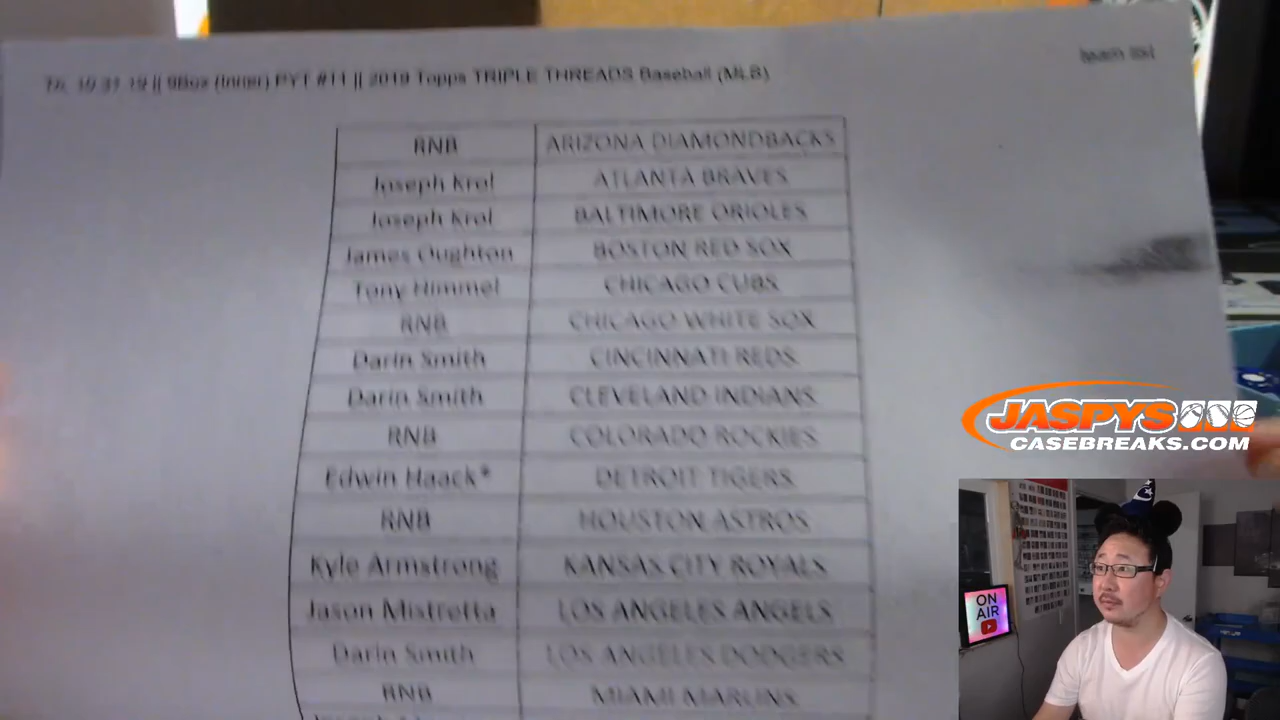 team list
Th. 10.31.19 || 9Box (Inner) PYT #11 || 2019 Topps TRIPLE THREADS Baseball (MLB)
RNB ARIZONA DIAMONDBACKS
Joseph Krol ATLANTA BRAVES
Joseph Krol BALTIMORE ORIOLES
James Oughton BOSTON RED SOX
Tony Himmel CHICAGO CUBS
RNB CHICAGO WHITE SOX
Darin Smith CINCINNATI REDS
Darin Smith CLEVELAND INDIANS
RNB COLORADO ROCKIES
Edwin Haack* DETROIT TIGERS
RNB HOUSTON ASTROS
Kyle Armstrong KANSAS CITY ROYALS
Jason Mistretta LOS ANGELES ANGELS
Darin Smith LOS ANGELES DODGERS
RNB MIAMI MARLINS
JASPYS
CASEBREAKS.COM
ON
AIR